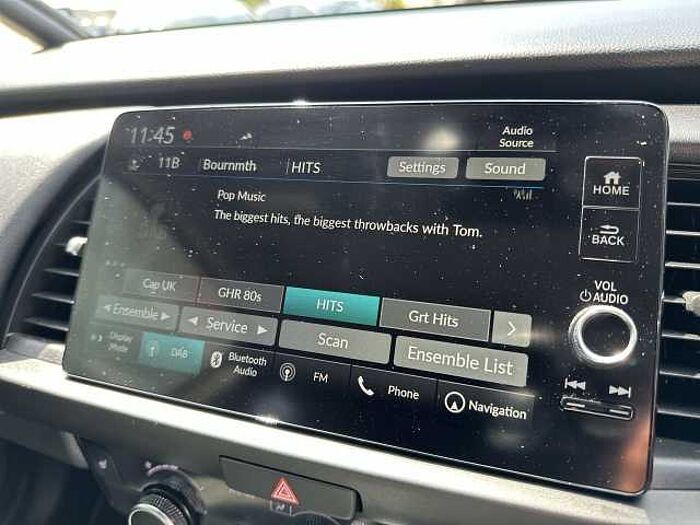 11:45
Audio
Source
11B Bournmth HITS Settings Sound
Pop Music
The biggest hits, the biggest throwbacks with Tom.
HOME
BACK
VOL
AUDIO
Cap UK GHR 80s HITS Grt Hits >
◄ Ensemble ► ◄ Service ► Scan Ensemble List
Display
Mode
DAB
Bluetooth
Audio
FM
Phone
Navigation